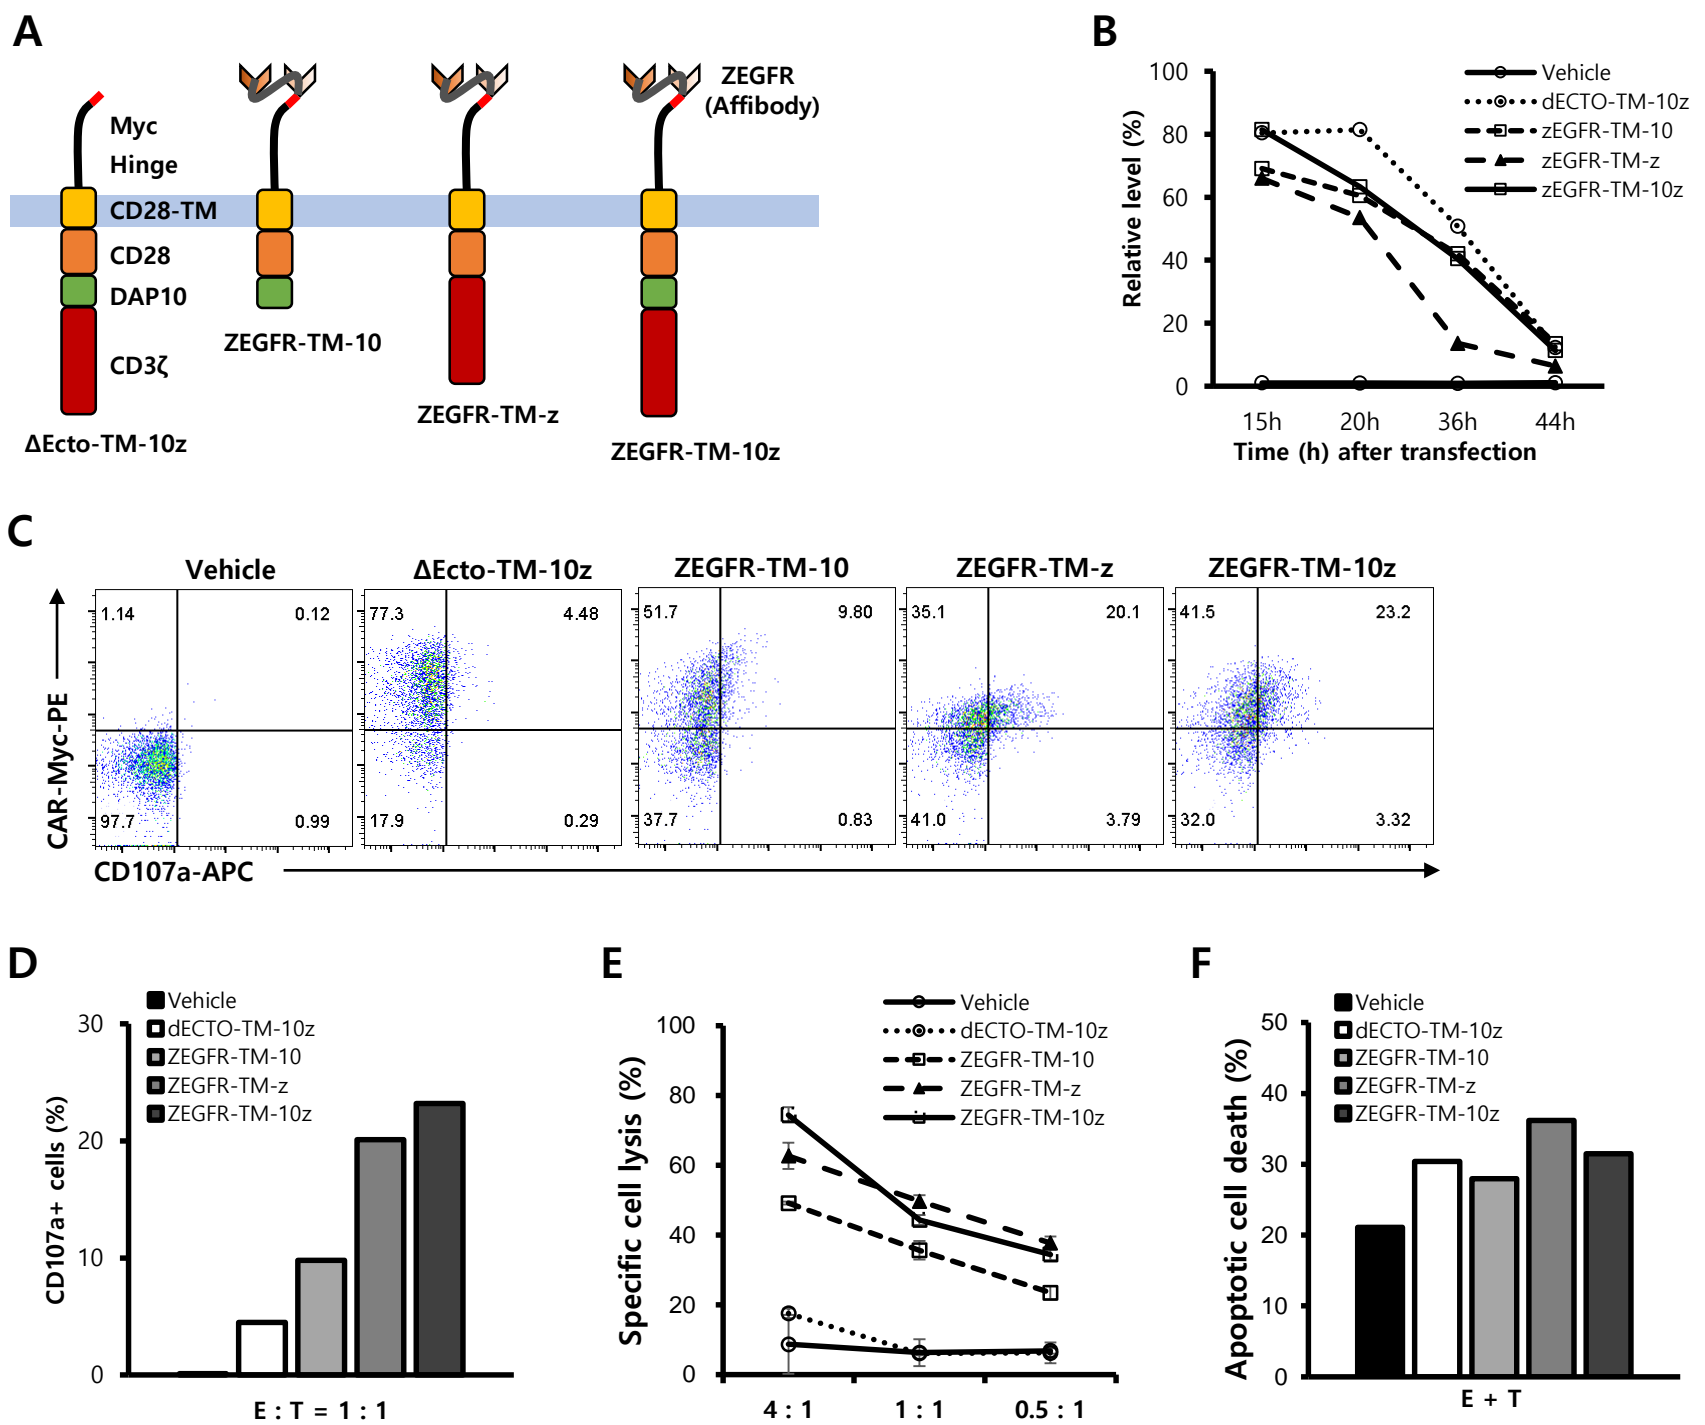 A
Myc
Hinge
CD28-TM
CD28
DAP10
CD3ζ
ΔEcto-TM-10z
ZEGFR-TM-10
ZEGFR-TM-z
ZEGFR-TM-10z
ZEGFR
(Affibody)
B
Relative level (%)
100
80
60
40
20
0
15h 20h 36h 44h
Time (h) after transfection
Vehicle
dECTO-TM-10z
zEGFR-TM-10
zEGFR-TM-z
zEGFR-TM-10z
C
Vehicle ΔEcto-TM-10z ZEGFR-TM-10 ZEGFR-TM-z ZEGFR-TM-10z
1.14 0.12 77.3 4.48 51.7 9.80 35.1 20.1 41.5 23.2
97.7 0.99 17.9 0.29 37.7 0.83 41.0 3.79 32.0 3.32
CAR-Myc-PE
CD107a-APC
D
CD107a+ cells (%)
30
20
10
0
Vehicle
dECTO-TM-10z
ZEGFR-TM-10
ZEGFR-TM-z
ZEGFR-TM-10z
E : T = 1 : 1
E
Specific cell lysis (%)
100
80
60
40
20
0
Vehicle
dECTO-TM-10z
ZEGFR-TM-10
ZEGFR-TM-z
ZEGFR-TM-10z
4 : 1 1 : 1 0.5 : 1
F
Apoptotic cell death (%)
50
40
30
20
10
0
Vehicle
dECTO-TM-10z
ZEGFR-TM-10
ZEGFR-TM-z
ZEGFR-TM-10z
E + T